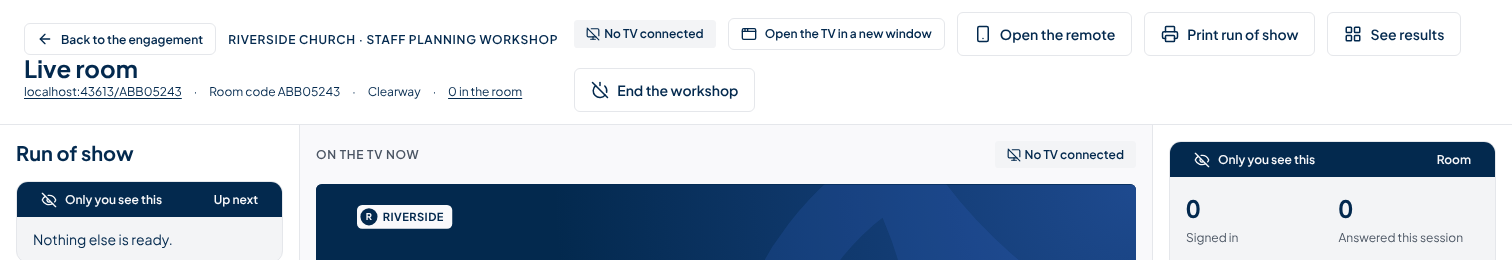 Back to the engagement
RIVERSIDE CHURCH · STAFF PLANNING WORKSHOP
No TV connected
Open the TV in a new window
Open the remote
Print run of show
See results
Live room
localhost:43613/ABB05243 · Room code ABB05243 · Clearway · 0 in the room
End the workshop
Run of show
Only you see this
Up next
Nothing else is ready.
ON THE TV NOW
No TV connected
R RIVERSIDE
Only you see this
Room
0
Signed in
0
Answered this session